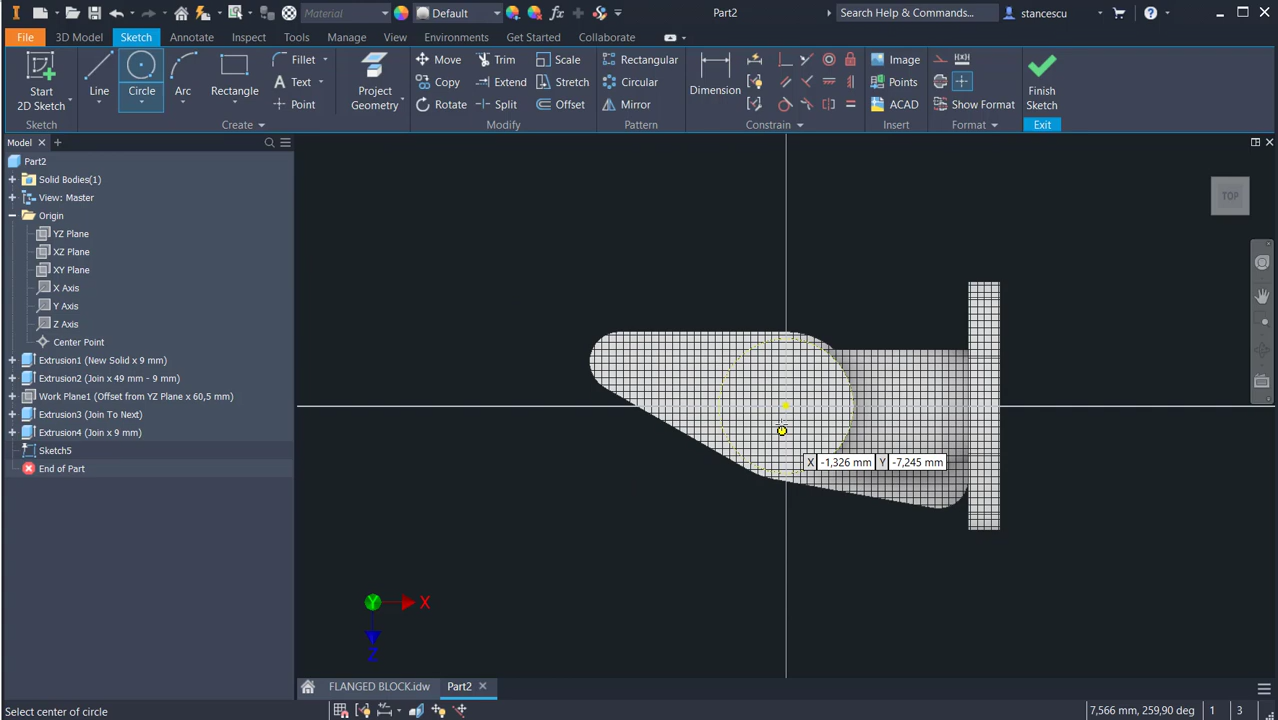 Material Default fx Part2 Search Help & Commands... stancescu
File 3D Model Sketch Annotate Inspect Tools Manage View Environments Get Started Collaborate
Start 2D Sketch Line Circle Arc Rectangle Fillet Text Point Project Geometry Move Copy Rotate Trim Extend Split Scale Stretch Offset Rectangular Circular Mirror Dimension Image Points ACAD Show Format Finish Sketch
Sketch Create Modify Pattern Constrain Insert Format Exit
Model
Part2
Solid Bodies(1)
View: Master
Origin
YZ Plane
XZ Plane
XY Plane
X Axis
Y Axis
Z Axis
Center Point
Extrusion1 (New Solid x 9 mm)
Extrusion2 (Join x 49 mm - 9 mm)
Work Plane1 (Offset from YZ Plane x 60,5 mm)
Extrusion3 (Join To Next)
Extrusion4 (Join x 9 mm)
Sketch5
End of Part
TOP
X -1,326 mm Y -7,245 mm
Y X
Z
FLANGED BLOCK.idw Part2
Select center of circle 7,566 mm, 259,90 deg 1 3